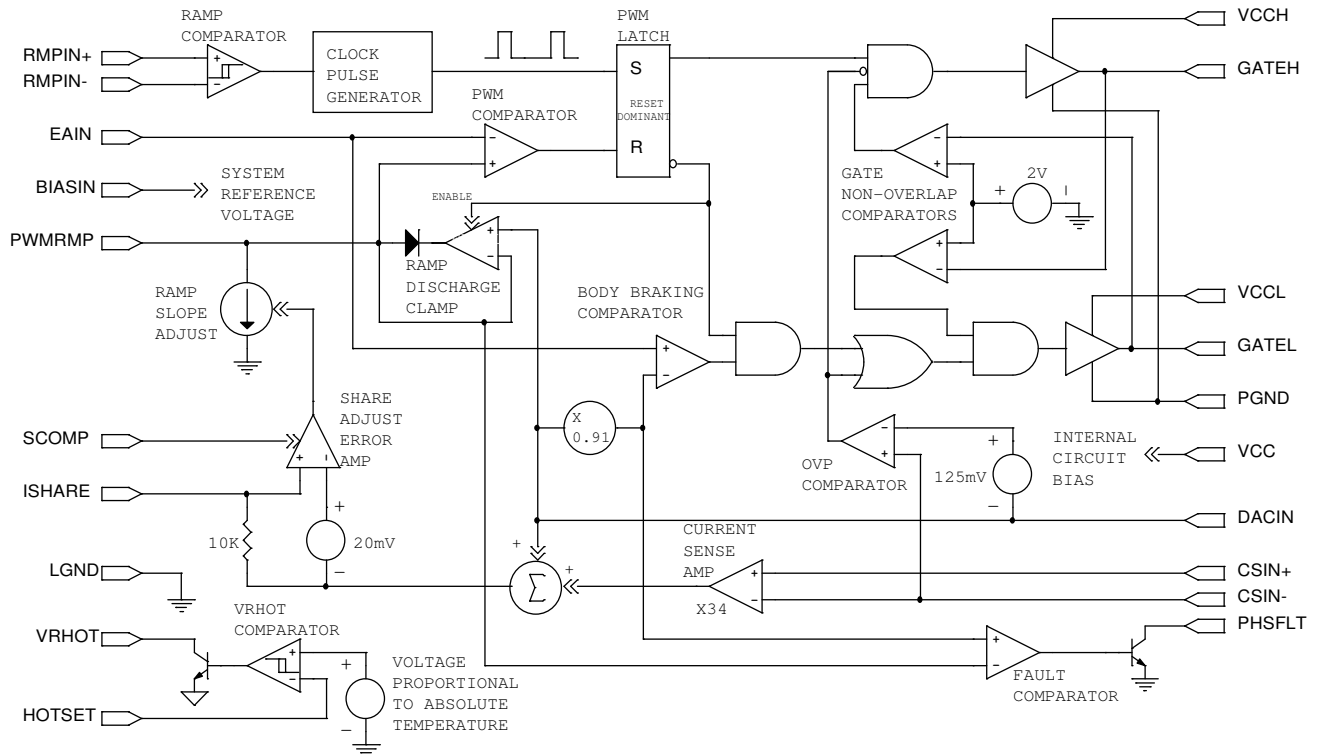 RAMP
COMPARATOR
RMPIN+
RMPIN-
+
−
CLOCK
PULSE
GENERATOR
PWM
LATCH
S
RESET
DOMINANT
R
PWM
COMPARATOR
−
+
VCCH
GATEH
EAIN
BIASIN
SYSTEM
REFERENCE
VOLTAGE
ENABLE
PWMRMP
+
−
RAMP
DISCHARGE
CLAMP
−
+
GATE
NON-OVERLAP
COMPARATORS
+
2V
−
+
−
RAMP
SLOPE
ADJUST
BODY BRAKING
COMPARATOR
+
−
VCCL
GATEL
PGND
SHARE
ADJUST
ERROR
AMP
SCOMP
+
−
X
0.91
−
+
OVP
COMPARATOR
+
125mV
−
INTERNAL
CIRCUIT
BIAS
VCC
ISHARE
10K
+
20mV
−
DACIN
CURRENT
SENSE
AMP
X34
+
−
+
+
Σ
CSIN+
CSIN-
LGND
VRHOT
VRHOT
COMPARATOR
+
−
HOTSET
+
−
VOLTAGE
PROPORTIONAL
TO ABSOLUTE
TEMPERATURE
+
−
FAULT
COMPARATOR
PHSFLT